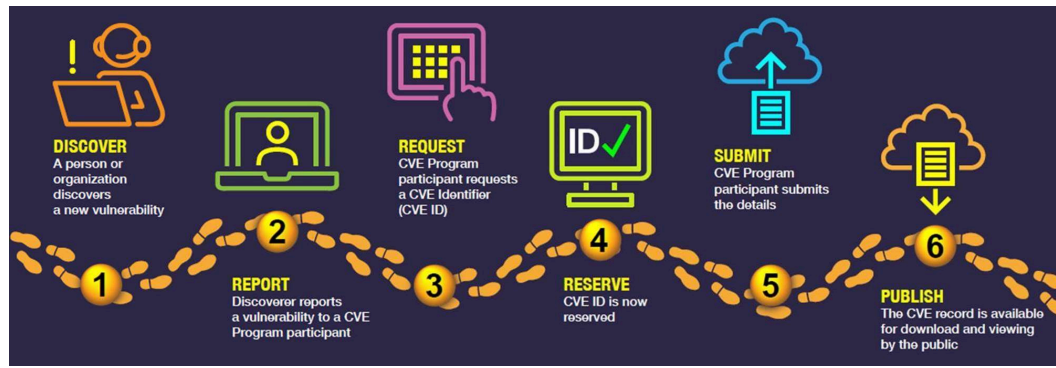 !
DISCOVER
A person or
organization
discovers
a new vulnerability
1
2
REPORT
Discoverer reports
a vulnerability to a CVE
Program participant
REQUEST
CVE Program
participant requests
a CVE Identifier
(CVE ID)
3
ID
4
RESERVE
CVE ID is now
reserved
SUBMIT
CVE Program
participant submits
the details
5
6
PUBLISH
The CVE record is available
for download and viewing
by the public